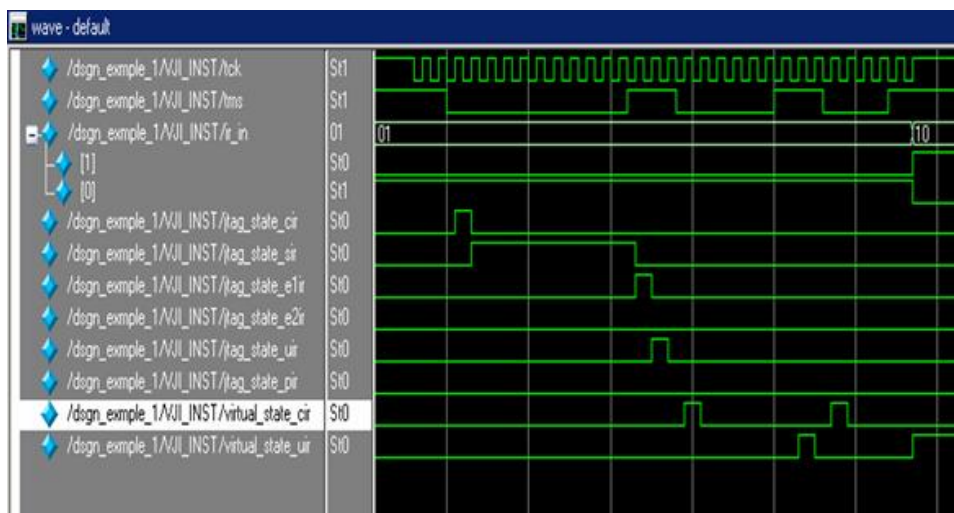 wave - default
/dsgn_exmple_1/VJI_INST/tck St1
/dsgn_exmple_1/VJI_INST/tms St1
/dsgn_exmple_1/VJI_INST/ir_in 01 01 10
[1] St0
[0] St1
/dsgn_exmple_1/VJI_INST/jtag_state_cir St0
/dsgn_exmple_1/VJI_INST/jtag_state_sir St0
/dsgn_exmple_1/VJI_INST/jtag_state_e1ir St0
/dsgn_exmple_1/VJI_INST/jtag_state_e2ir St0
/dsgn_exmple_1/VJI_INST/jtag_state_uir St0
/dsgn_exmple_1/VJI_INST/jtag_state_pir St0
/dsgn_exmple_1/VJI_INST/virtual_state_cir St0
/dsgn_exmple_1/VJI_INST/virtual_state_uir St0